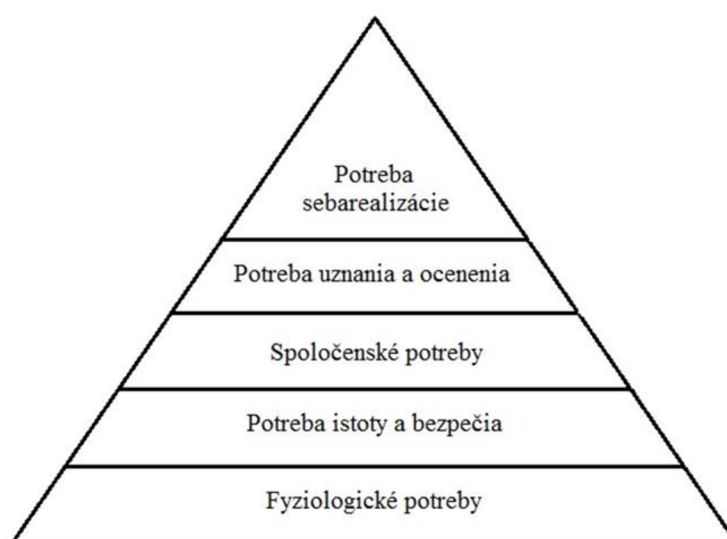 Potreba
sebarealizácie
Potreba uznania a ocenenia
Spoločenské potreby
Potreba istoty a bezpečia
Fyziologické potreby